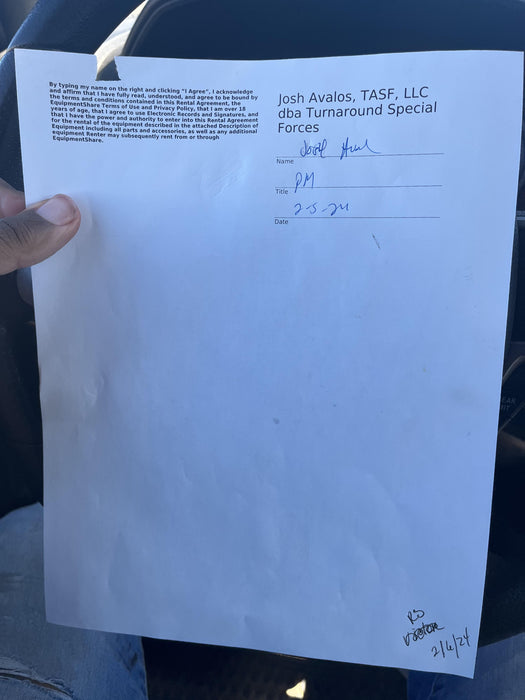 By typing my name on the right and clicking "I Agree", I acknowledge
and affirm that I have fully read, understood, and agree to be bound by
the terms and conditions contained in this Rental Agreement, the
EquipmentShare Terms of Use and Privacy Policy, that I am over 18
years of age, that I agree to use Electronic Records and Signatures, and
that I have the power and authority to enter into this Rental Agreement
for the rental of the equipment described in the attached Description of
Equipment including all parts and accessories, as well as any additional
Equipment Renter may subsequently rent from or through
EquipmentShare.
Josh Avalos, TASF, LLC
dba Turnaround Special
Forces
Name
PM
Title
2-5-24
Date
2/6/24